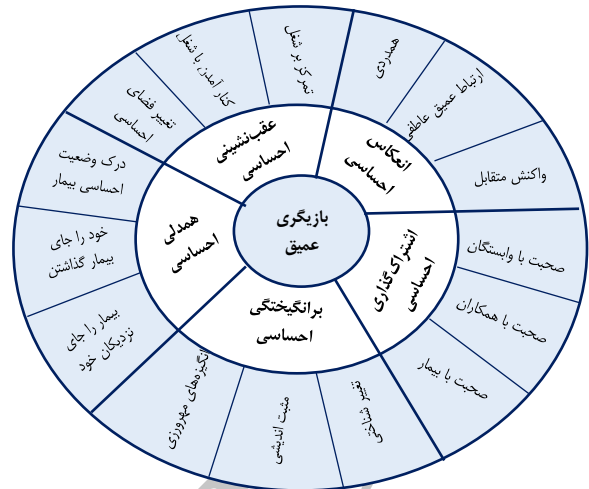 بازیگری
عمیق
عقب‌نشینی
احساسی
انعکاس
احساسی
اشتراک‌گذاری
احساسی
برانگیختگی
احساسی
همدلی
احساسی
تغییر فضای
احساسی
کنار آمدن با شغل
تمرکز بر شغل
همدردی
ارتباط عمیق عاطفی
واکنش متقابل
صحبت با وابستگان
صحبت با همکاران
صحبت با بیمار
تغییر شناختی
مثبت اندیشی
انگیزه‌های مهرورزی
بیمار را جای
نزدیکان خود
خود را جای
بیمار گذاشتن
درک وضعیت
احساسی بیمار